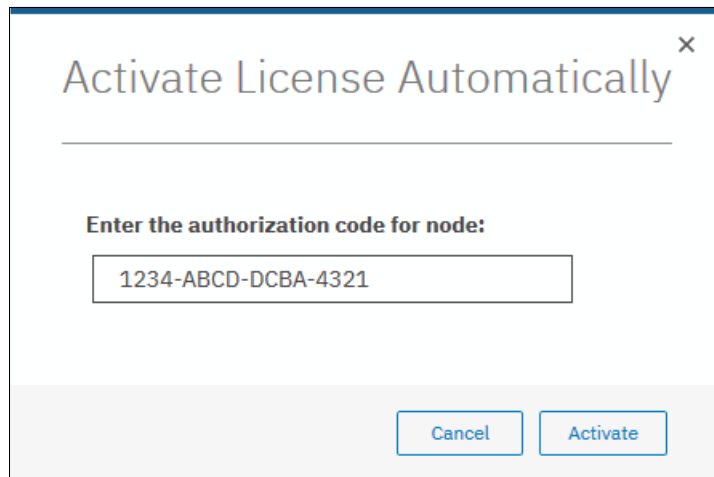 Activate License Automatically
Enter the authorization code for node:
1234-ABCD-DCBA-4321
Cancel Activate